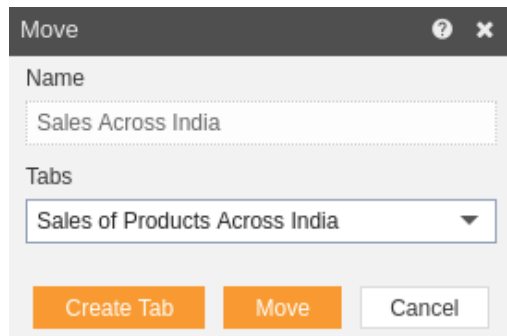 Move
Name
Sales Across India
Tabs
Sales of Products Across India
Create Tab Move Cancel